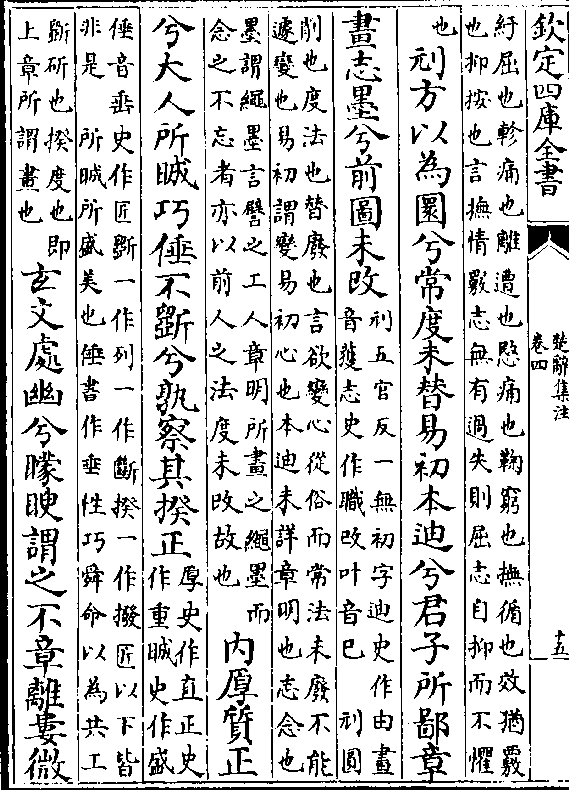 欽定四庫全書
楚辭集注
卷四
十五
紆屈也軫痛也離遭也愍痛也鞠窮也撫循也效猶覈
也抑按也言撫情覈志無有過失則屈志自抑而不懼
也
刓方以為圜兮常度未替易初本迪兮君子所鄙章
畫志墨兮前圖未改
刓五官反一無初字迪史作由畫
音獲志史作職改叶音已 刓圓
削也度法也替廢也言欲變心從俗而常法未廢不能
遽變也易初謂變易初心也本迪未詳章明也志念也
墨謂繩墨言譬之工人章明所畫之繩墨而
念之不忘者亦以前人之法度未改故也
內厚質正
兮大人所晠巧倕不斲兮孰察其揆正
厚史作直正史
作重晠史作盛
倕音垂史作匠斲一作列一作斷揆一作撥匠以下皆
非是 所晠所盛美也倕書作垂性巧舜命以為共工
斲斫也揆度也即
上章所謂畫也
玄文處幽兮矇瞍謂之不章離婁微